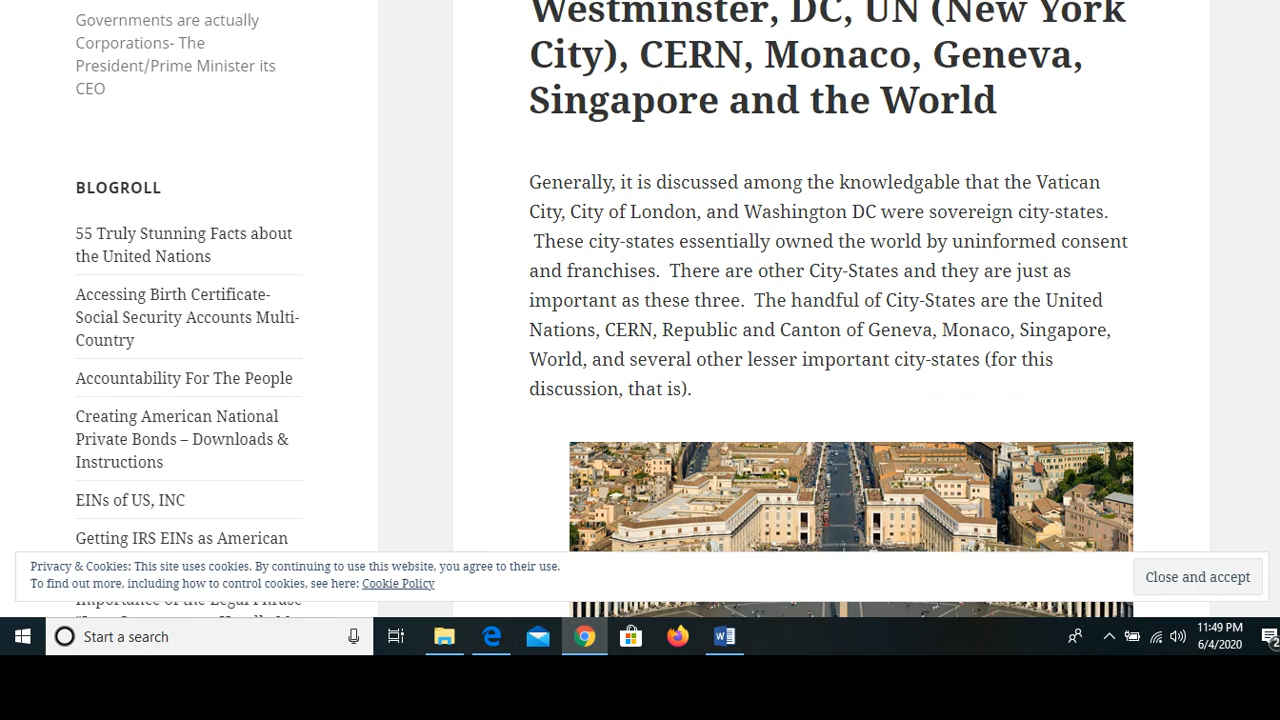 Governments are actually
Corporations- The
President/Prime Minister its
CEO
BLOGROLL
55 Truly Stunning Facts about
the United Nations
Accessing Birth Certificate-
Social Security Accounts Multi-
Country
Accountability For The People
Creating American National
Private Bonds – Downloads &
Instructions
EINs of US, INC
Getting IRS EINs as American
Importance of the Legal Phrase
Westminster, DC, UN (New York
City), CERN, Monaco, Geneva,
Singapore and the World
Generally, it is discussed among the knowledgable that the Vatican
City, City of London, and Washington DC were sovereign city-states.
These city-states essentially owned the world by uninformed consent
and franchises.  There are other City-States and they are just as
important as these three.  The handful of City-States are the United
Nations, CERN, Republic and Canton of Geneva, Monaco, Singapore,
World, and several other lesser important city-states (for this
discussion, that is).
Privacy & Cookies: This site uses cookies. By continuing to use this website, you agree to their use.
To find out more, including how to control cookies, see here: Cookie Policy
Close and accept
Start a search
11:49 PM
6/4/2020
2